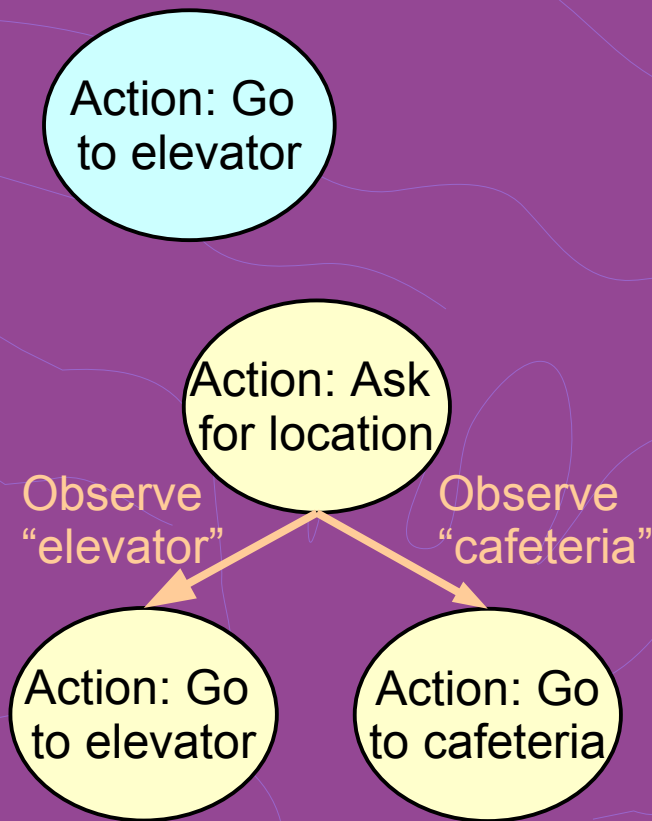 Action: Go
to elevator
Action: Ask
for location
Observe
“elevator”
Observe
“cafeteria”
Action: Go
to elevator
Action: Go
to cafeteria